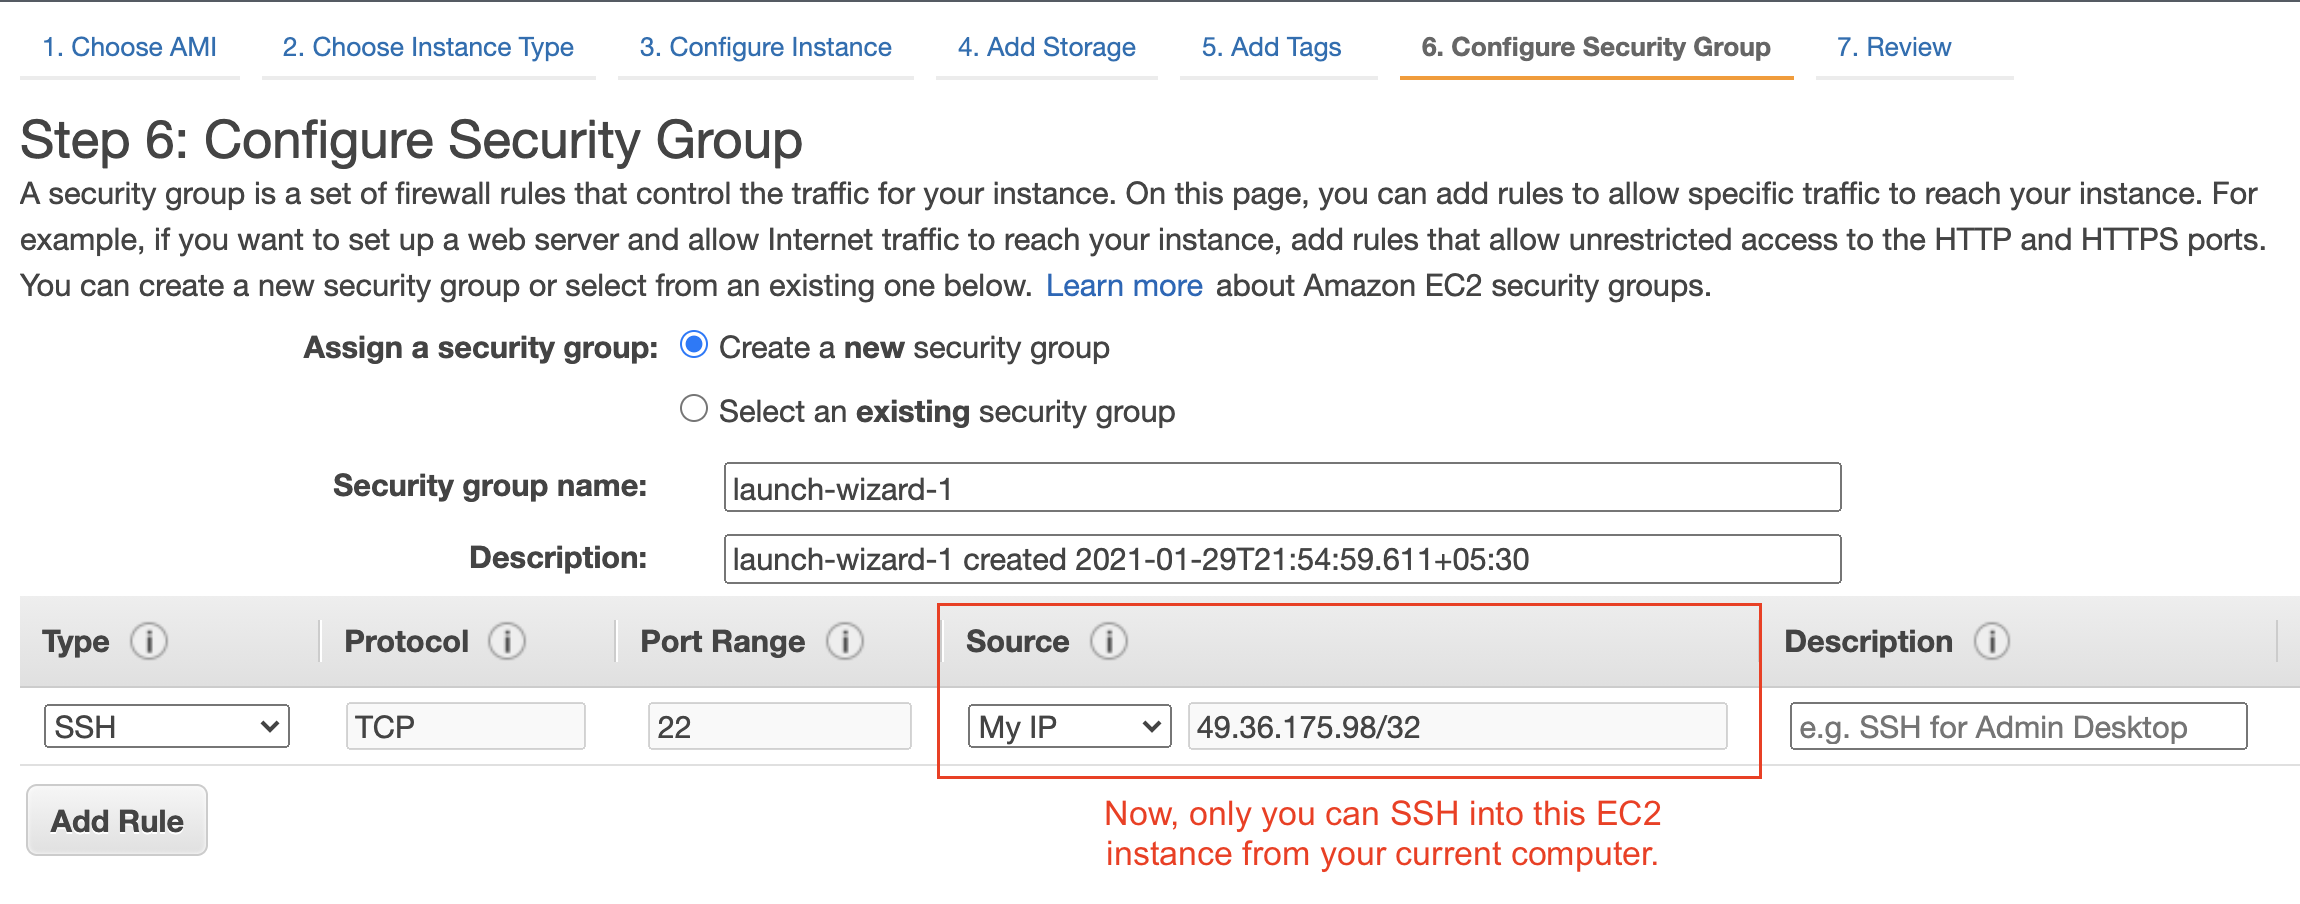 1. Choose AMI 2. Choose Instance Type 3. Configure Instance 4. Add Storage 5. Add Tags 6. Configure Security Group 7. Review
Step 6: Configure Security Group
A security group is a set of firewall rules that control the traffic for your instance. On this page, you can add rules to allow specific traffic to reach your instance. For
example, if you want to set up a web server and allow Internet traffic to reach your instance, add rules that allow unrestricted access to the HTTP and HTTPS ports.
You can create a new security group or select from an existing one below. Learn more about Amazon EC2 security groups.
Assign a security group: Create a new security group
Select an existing security group
Security group name: launch-wizard-1
Description: launch-wizard-1 created 2021-01-29T21:54:59.611+05:30
Type i Protocol i Port Range i Source i Description i
SSH TCP 22 My IP 49.36.175.98/32 e.g. SSH for Admin Desktop
Add Rule
Now, only you can SSH into this EC2
instance from your current computer.